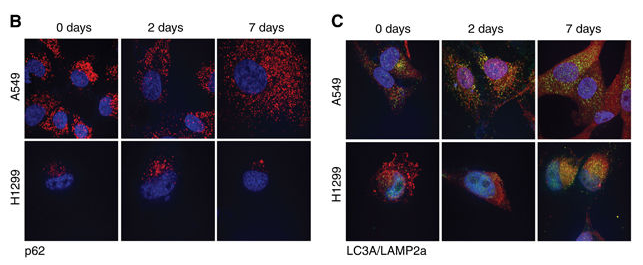 B
0 days 2 days 7 days
A549
H1299
p62
C
0 days 2 days 7 days
A549
H1299
LC3A/LAMP2a